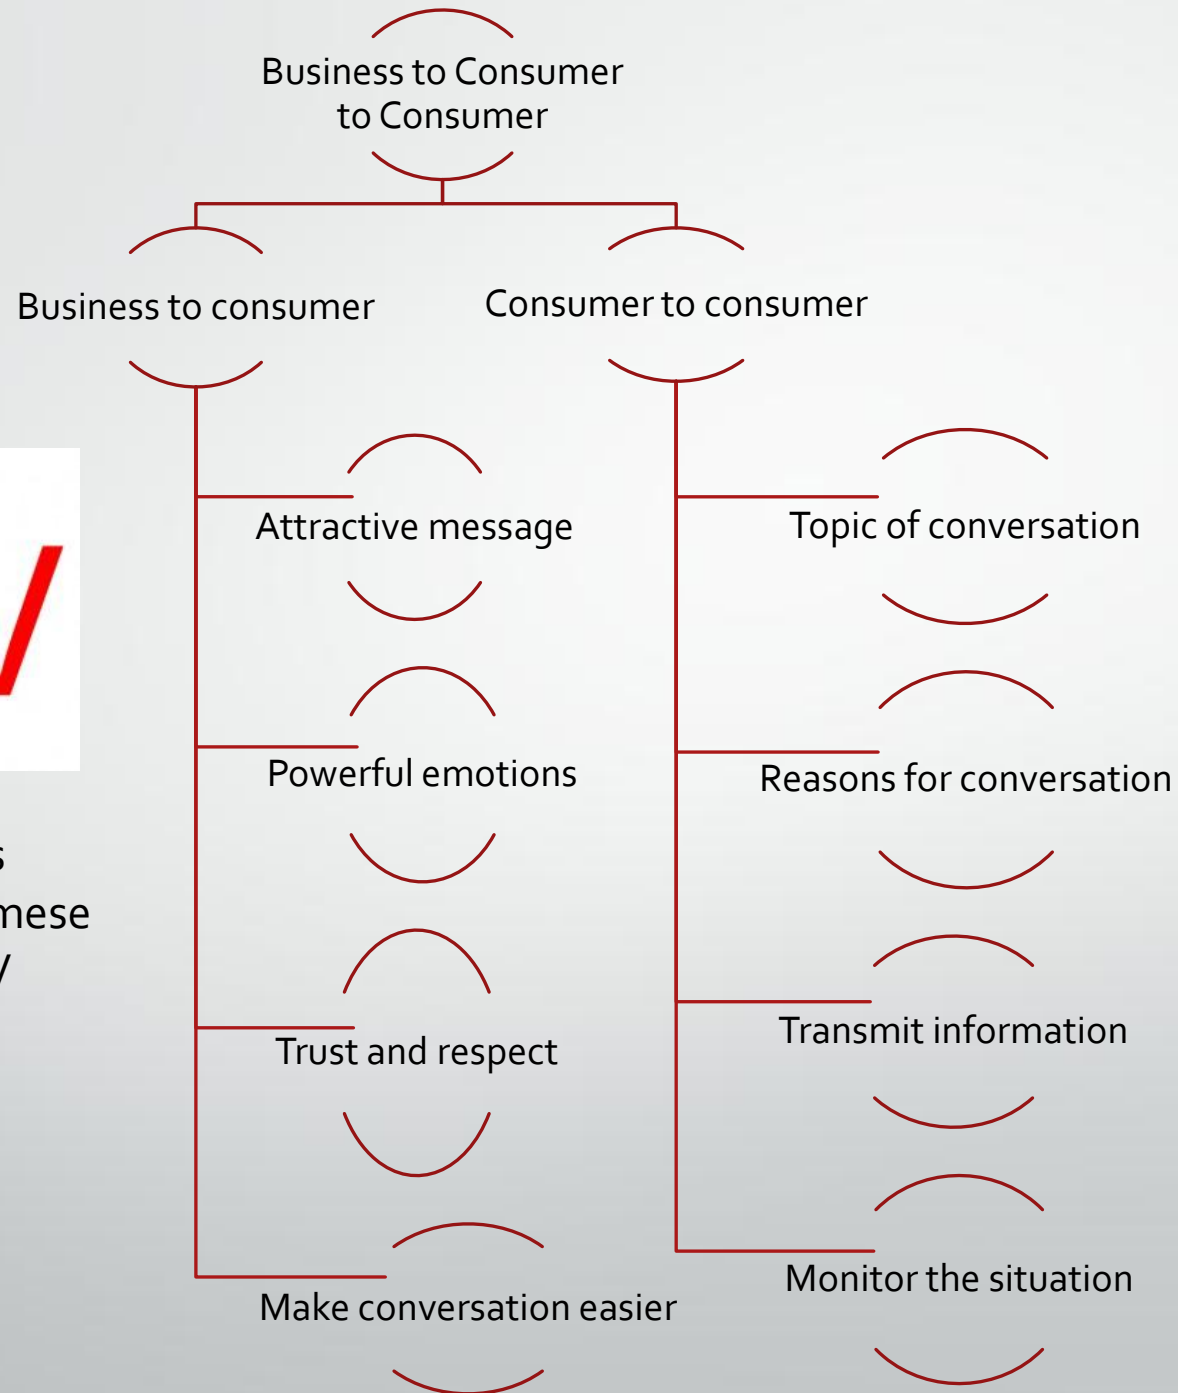 Business to Consumer
to Consumer
Business to consumer
Consumer to consumer
Attractive message
Topic of conversation
Powerful emotions
Reasons for conversation
Trust and respect
Transmit information
Make conversation easier
Monitor the situation